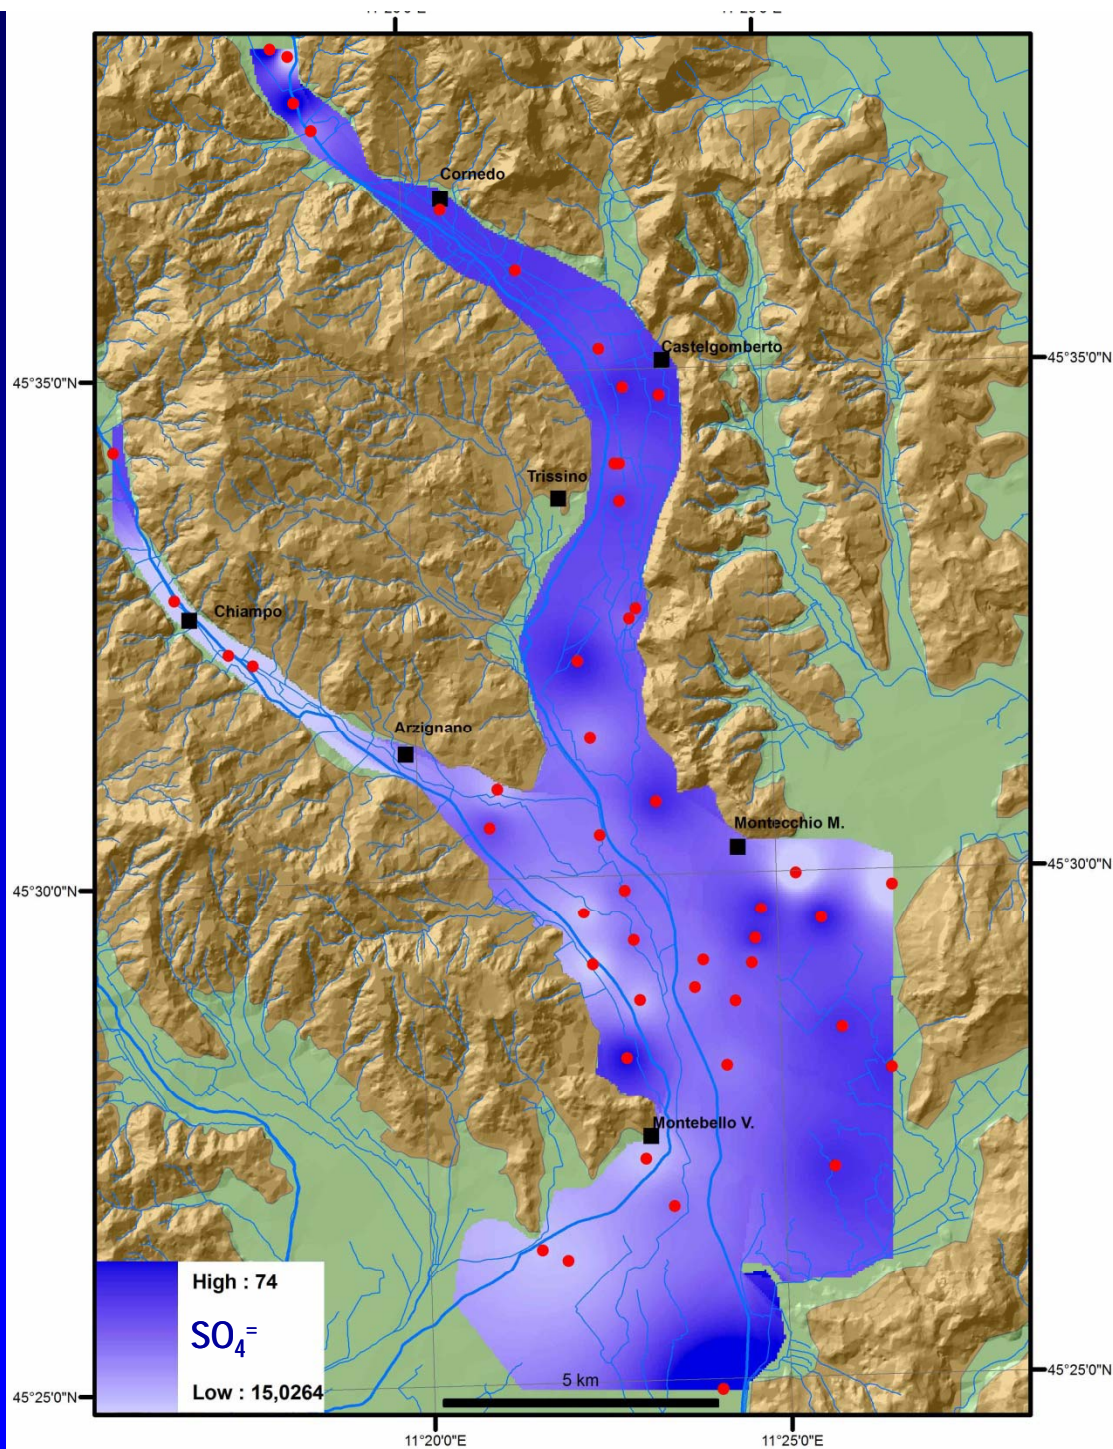 Cornedo
Castelgomberto
45°35'0"N
45°35'0"N
Trissino
Chiampo
Arzignano
Montecchio M.
45°30'0"N
45°30'0"N
Montebello V.
High : 74
SO₄⁼
Low : 15,0264
5 km
45°25'0"N
45°25'0"N
11°20'0"E
11°25'0"E